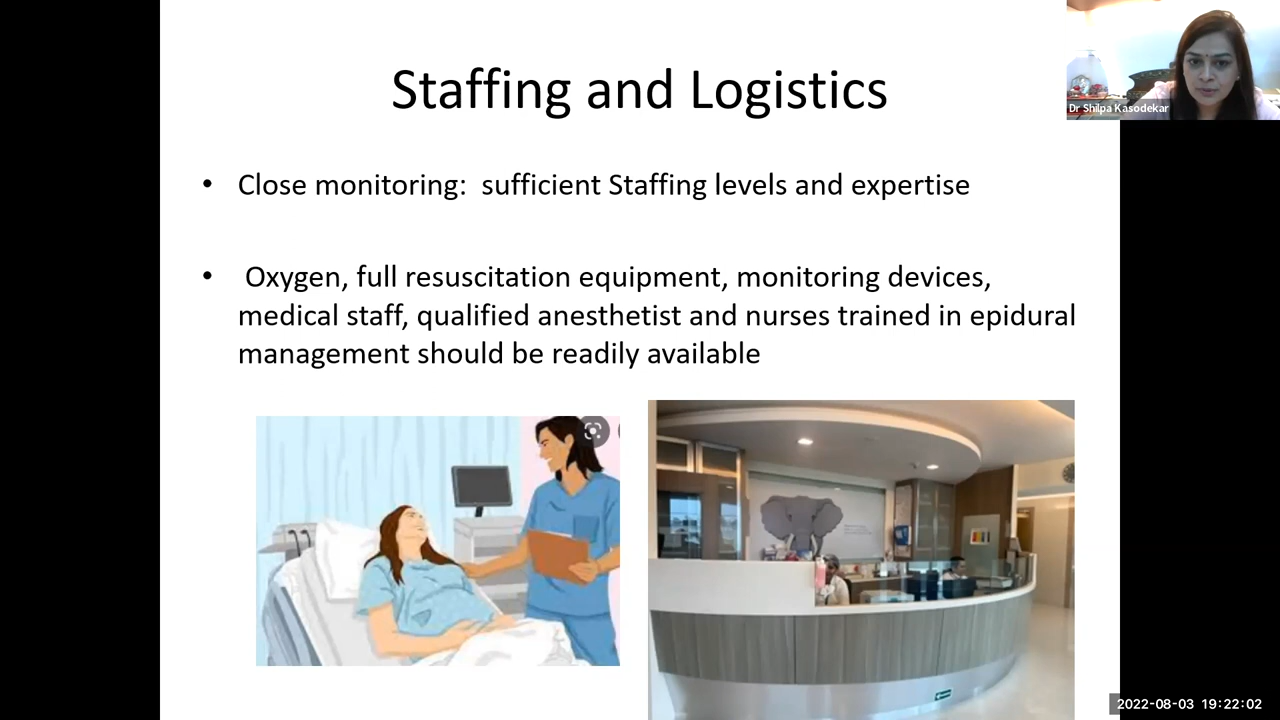 Staffing and Logistics
Dr Shilpa Kasodekar
• Close monitoring:  sufficient Staffing levels and expertise
•  Oxygen, full resuscitation equipment, monitoring devices,
medical staff, qualified anesthetist and nurses trained in epidural
management should be readily available
2022-08-03 19:22:02